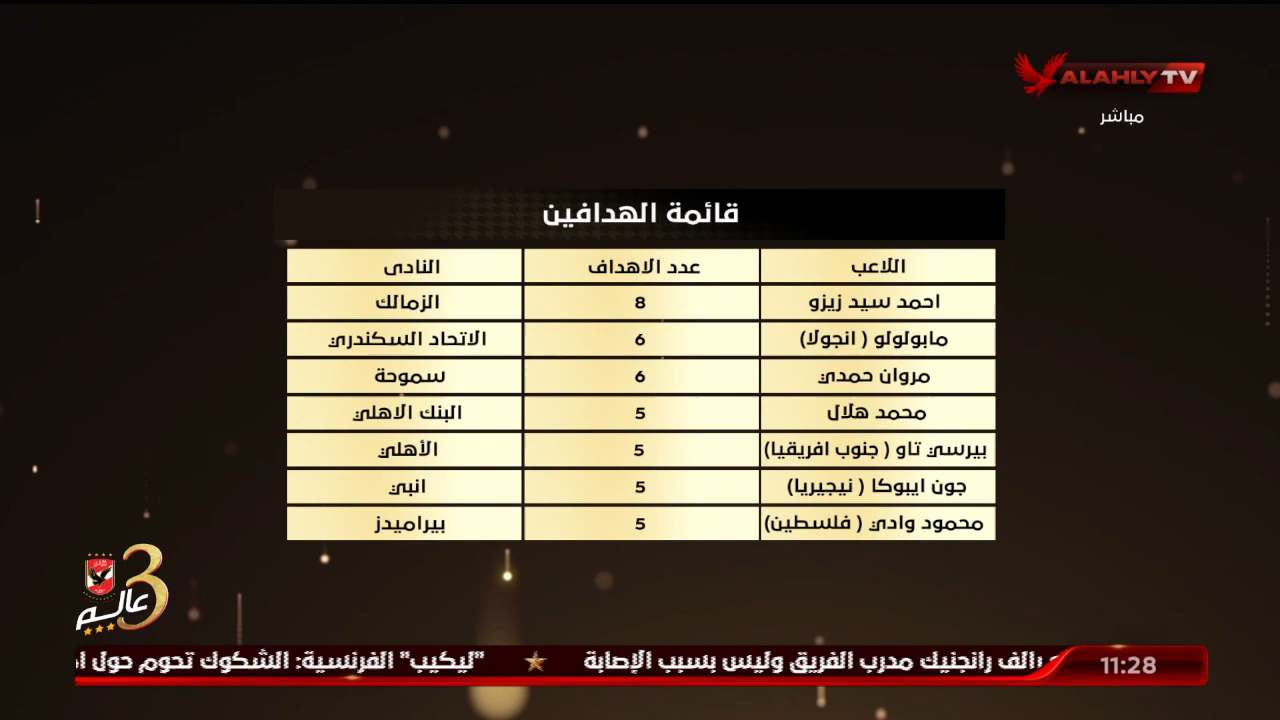 ALAHLY TV
مباشر
قائمة الهدافين
اللاعب عدد الاهداف النادى
احمد سيد زيزو 8 الزمالك
مابولولو ( انجولا) 6 الاتحاد السكندري
مروان حمدي 6 سموحة
محمد هلال 5 البنك الاهلي
بيرسي تاو ( جنوب افريقيا) 5 الأهلي
جون ايبوكا ( نيجيريا) 5 انبي
محمود وادي ( فلسطين) 5 بيراميدز
3 عالم
11:28 رالف رانجنيك مدرب الفريق وليس بسبب الإصابة "ليكيب" الفرنسية: الشكوك تحوم حول